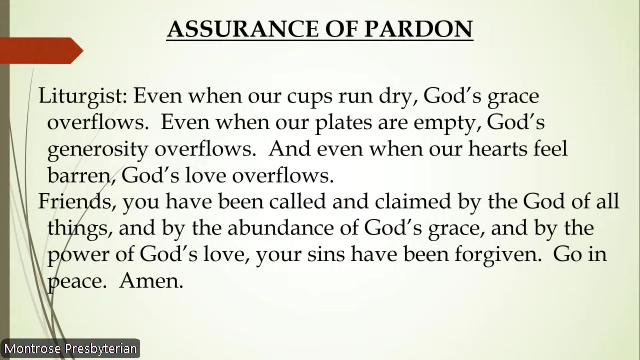 ASSURANCE OF PARDON
Liturgist: Even when our cups run dry, God’s grace
overflows.  Even when our plates are empty, God’s
generosity overflows.  And even when our hearts feel
barren, God’s love overflows.
Friends, you have been called and claimed by the God of all
things, and by the abundance of God’s grace, and by the
power of God’s love, your sins have been forgiven.  Go in
peace.  Amen.
Montrose Presbyterian